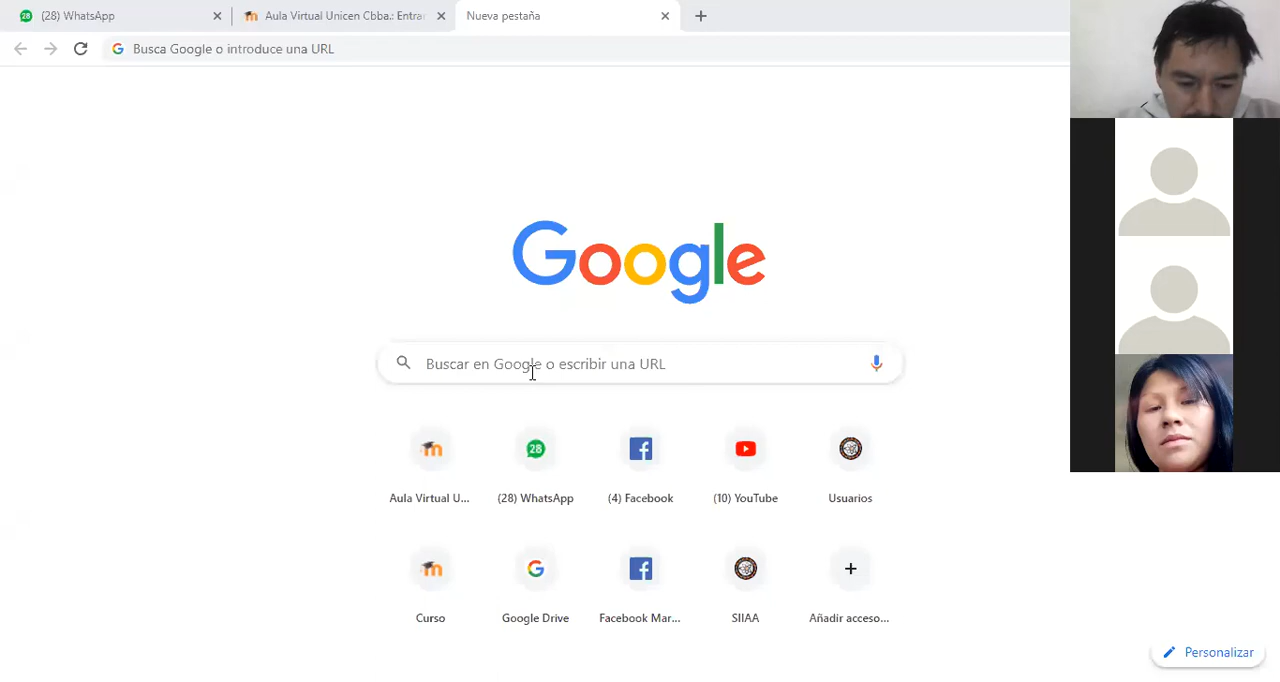 (28) WhatsApp
Aula Virtual Unicen Cbba.: Entrar
Nueva pestaña
Busca Google o introduce una URL
Google
Buscar en Google o escribir una URL
28
Aula Virtual U... (28) WhatsApp (4) Facebook (10) YouTube Usuarios
Curso Google Drive Facebook Mar... SIIAA Añadir acceso...
Personalizar